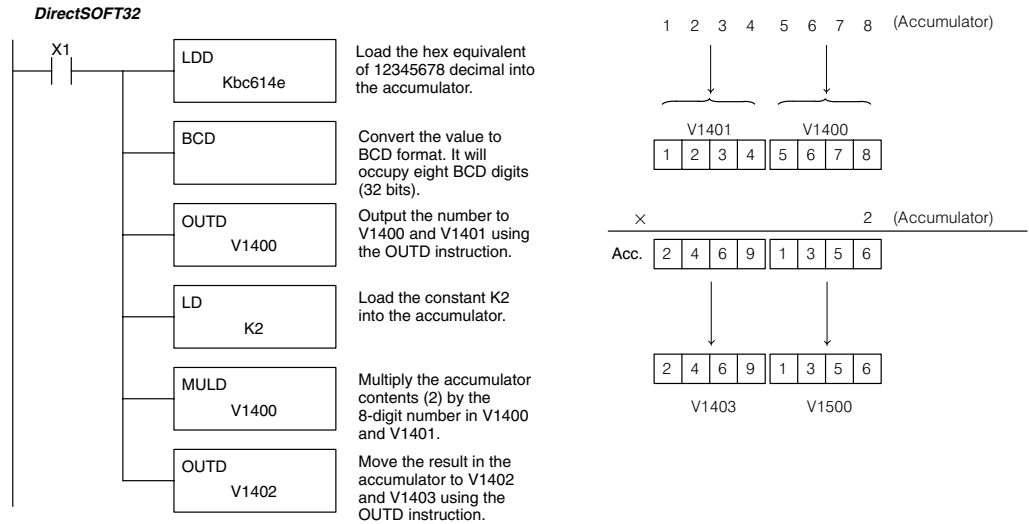 DirectSOFT32
X1
LDD
Kbc614e
Load the hex equivalent
of 12345678 decimal into
the accumulator.
BCD
Convert the value to
BCD format. It will
occupy eight BCD digits
(32 bits).
OUTD
V1400
Output the number to
V1400 and V1401 using
the OUTD instruction.
LD
K2
Load the constant K2
into the accumulator.
MULD
V1400
Multiply the accumulator
contents (2) by the
8-digit number in V1400
and V1401.
OUTD
V1402
Move the result in the
accumulator to V1402
and V1403 using the
OUTD instruction.
1 2 3 4 5 6 7 8 (Accumulator)
V1401 V1400
1 2 3 4 5 6 7 8
× 2 (Accumulator)
Acc. 2 4 6 9 1 3 5 6
2 4 6 9 1 3 5 6
V1403 V1500